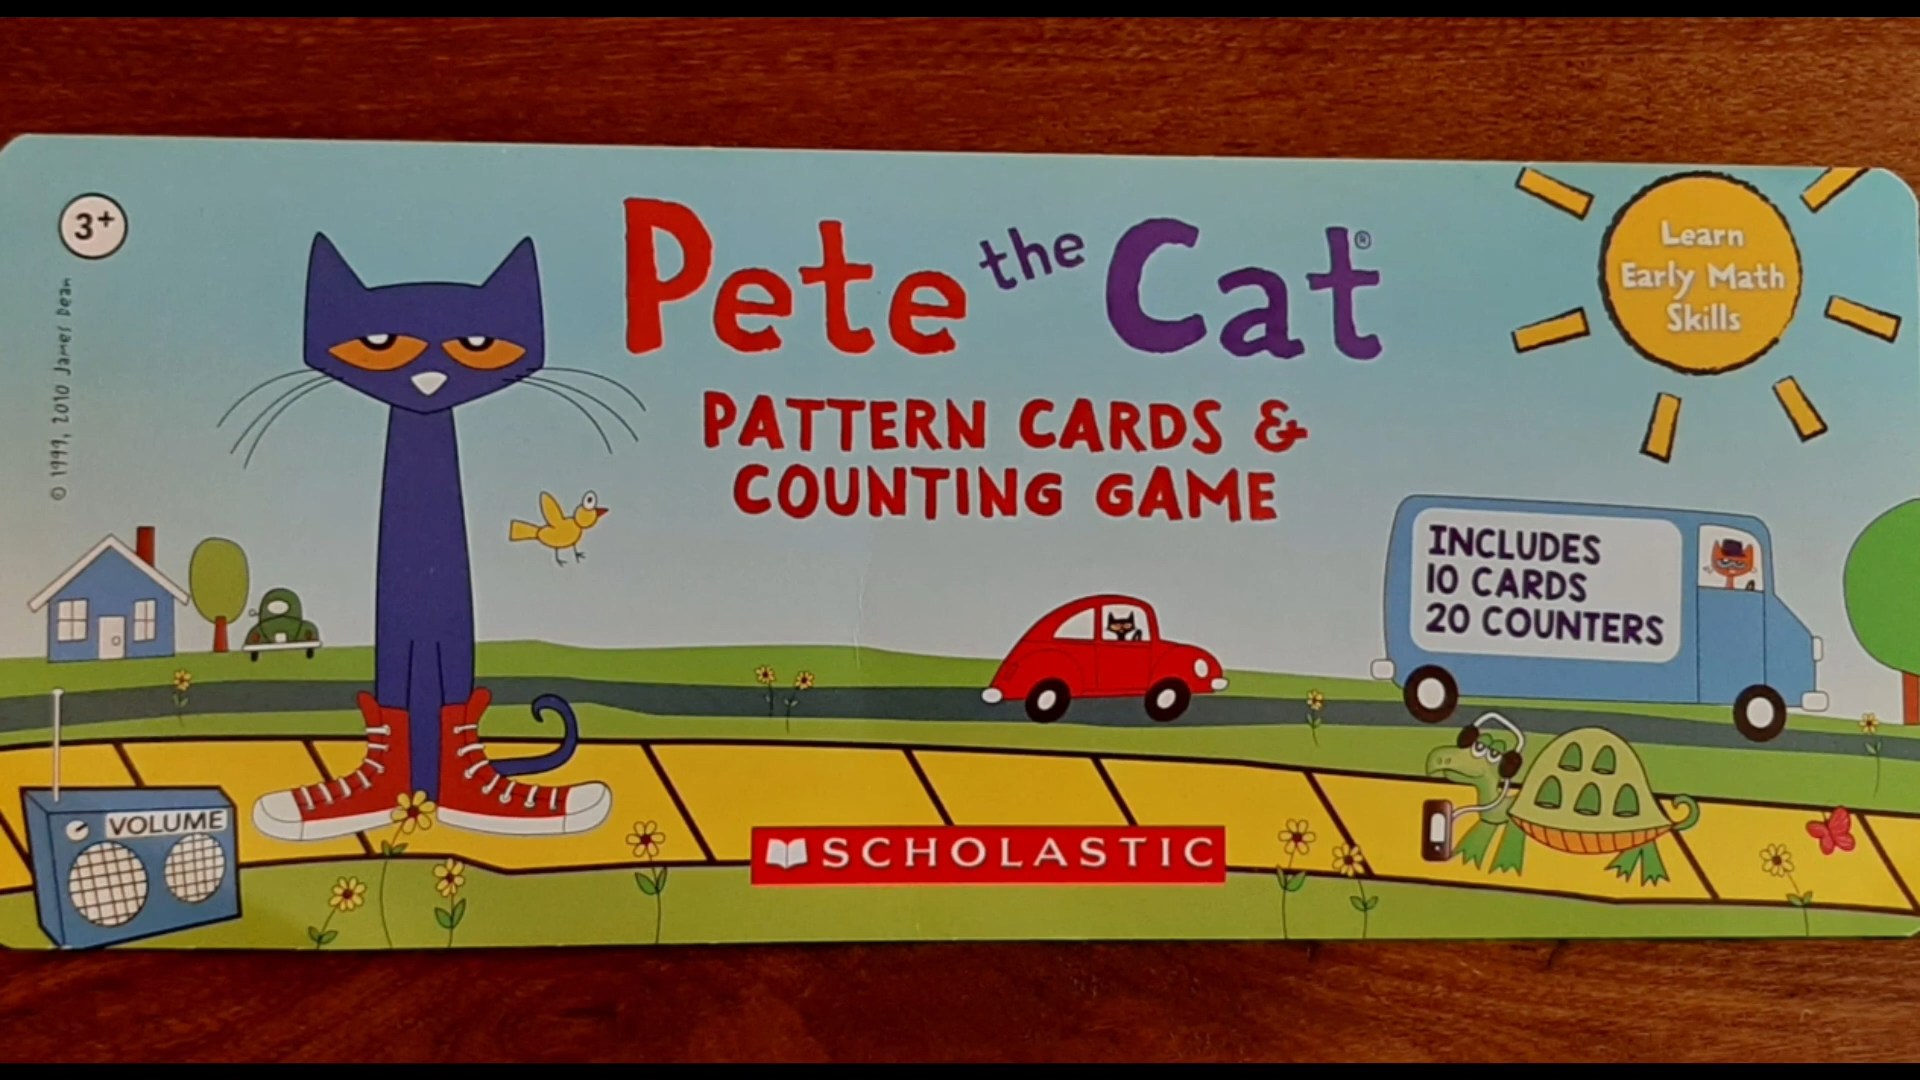 3+
© 1999, 2010 James Dean
Pete the Cat®
PATTERN CARDS &
COUNTING GAME
Learn
Early Math
Skills
INCLUDES
10 CARDS
20 COUNTERS
VOLUME
SCHOLASTIC